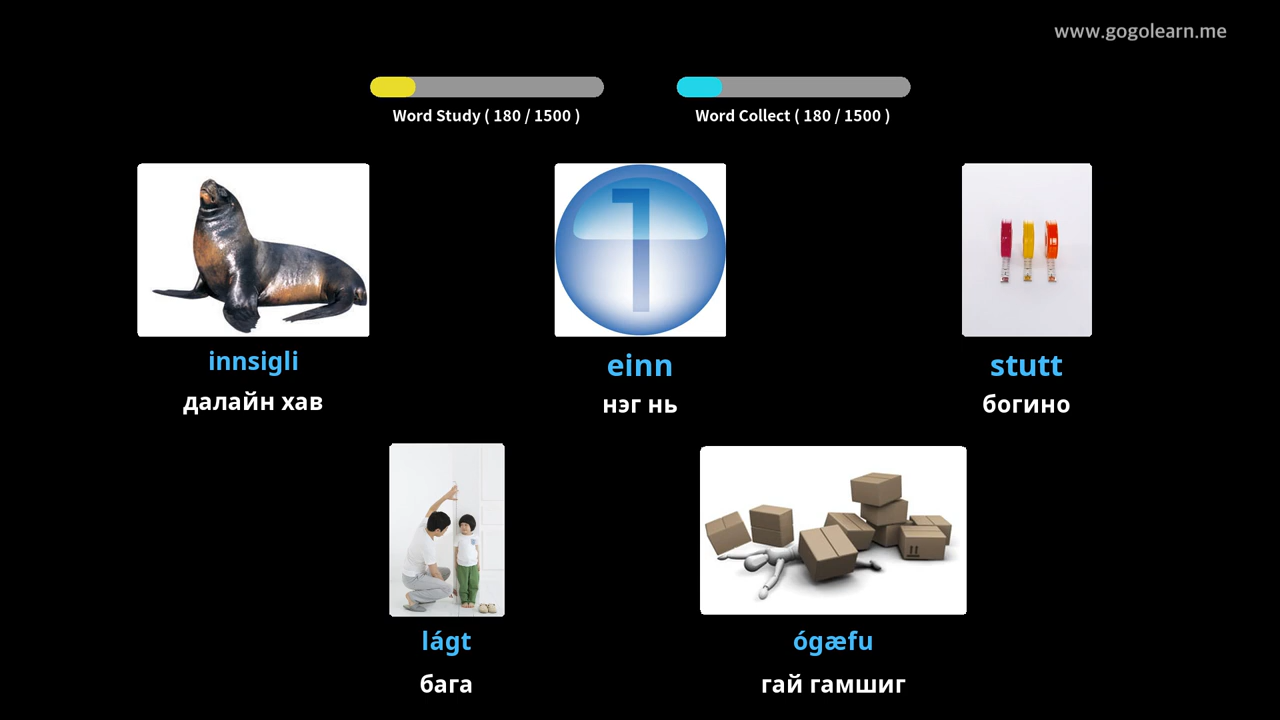 www.gogolearn.me
Word Study ( 180 / 1500 )
Word Collect ( 180 / 1500 )
1
innsigli
einn
stutt
далайн хав
нэг нь
богино
lágt
ógæfu
бага
гай гамшиг